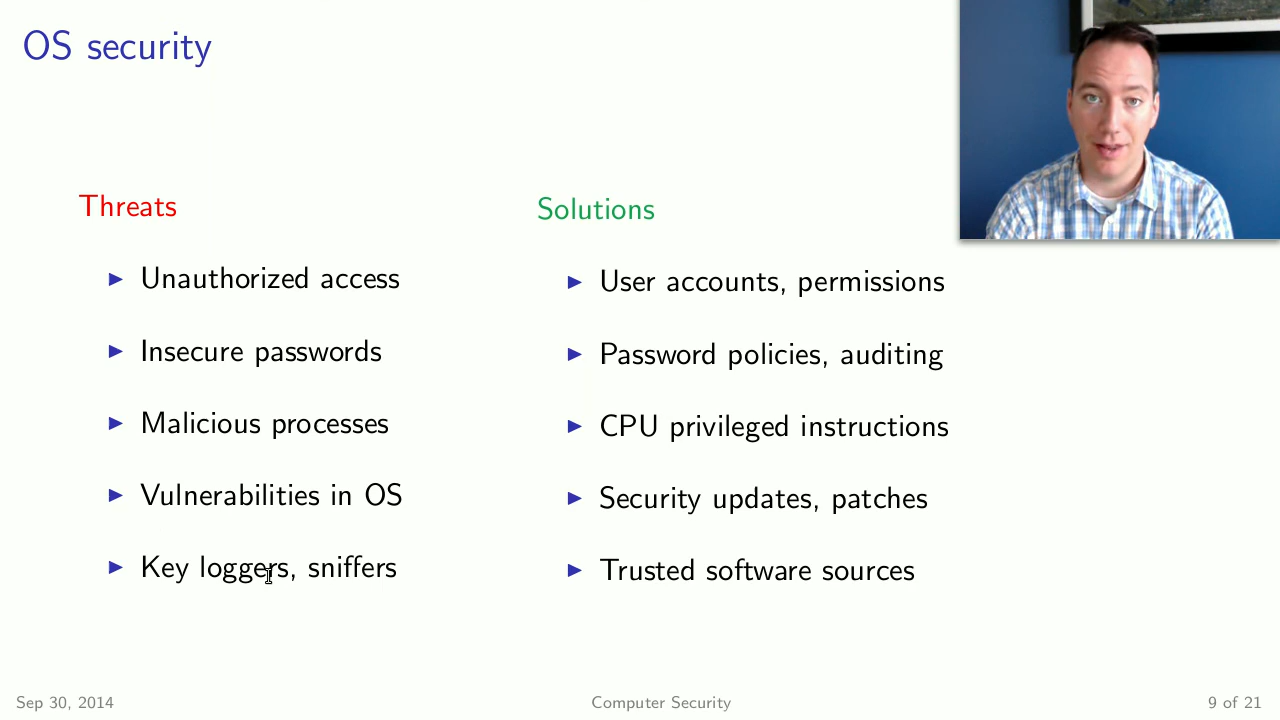 OS security
Threats
Unauthorized access
Insecure passwords
Malicious processes
Vulnerabilities in OS
Key loggers, sniffers
Solutions
User accounts, permissions
Password policies, auditing
CPU privileged instructions
Security updates, patches
Trusted software sources
Sep 30, 2014
Computer Security
9 of 21